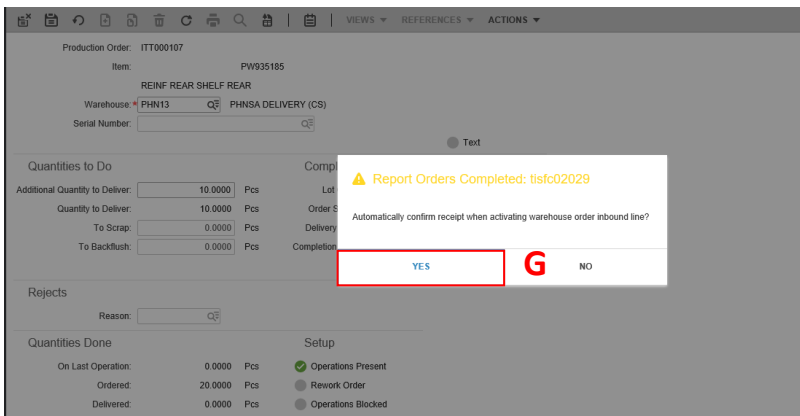 VIEWS REFERENCES ACTIONS
Production Order: ITT000107
Item: PW935185
REINF REAR SHELF REAR
Warehouse:* PHN13 PHNSA DELIVERY (CS)
Serial Number:
Text
Quantities to Do Compl
Additional Quantity to Deliver: 10.0000 Pcs Lot
Quantity to Deliver: 10.0000 Pcs Order S
To Scrap: 0.0000 Pcs Delivery
To Backflush: 0.0000 Pcs Completion
Report Orders Completed: tisfc02029
Automatically confirm receipt when activating warehouse order inbound line?
YES G NO
Rejects
Reason:
Quantities Done Setup
On Last Operation: 0.0000 Pcs Operations Present
Ordered: 20.0000 Pcs Rework Order
Delivered: 0.0000 Pcs Operations Blocked